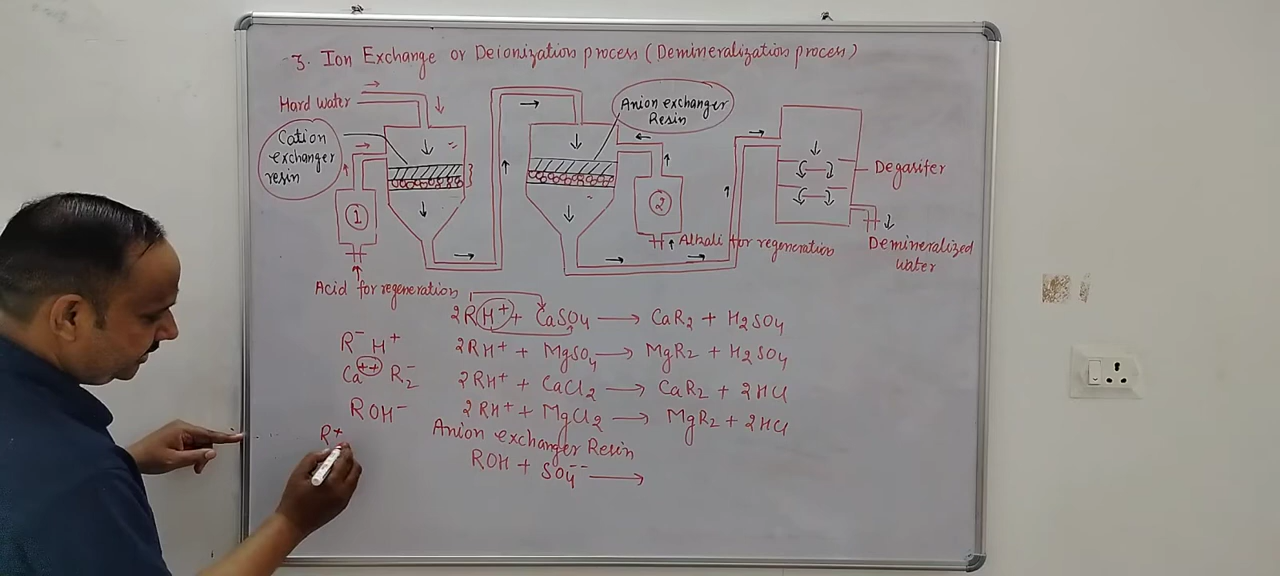 3. Ion Exchange or Deionization process (Demineralization process)
Hard water
Cation
exchanger
resin
Anion exchanger
Resin
1
2
Degasifer
Alkali for regeneration
Demineralized
water
Acid for regeneration
2RH⁺ + CaSO₄ ⟶ CaR₂ + H₂SO₄
R⁻ H⁺
2RH⁺ + MgSO₄ ⟶ MgR₂ + H₂SO₄
Ca⁺⁺ R₂⁻
2RH⁺ + CaCl₂ ⟶ CaR₂ + 2HCl
ROH⁻
2RH⁺ + MgCl₂ ⟶ MgR₂ + 2HCl
R⁺
Anion exchanger Resin
ROH + SO₄⁻⁻ ⟶